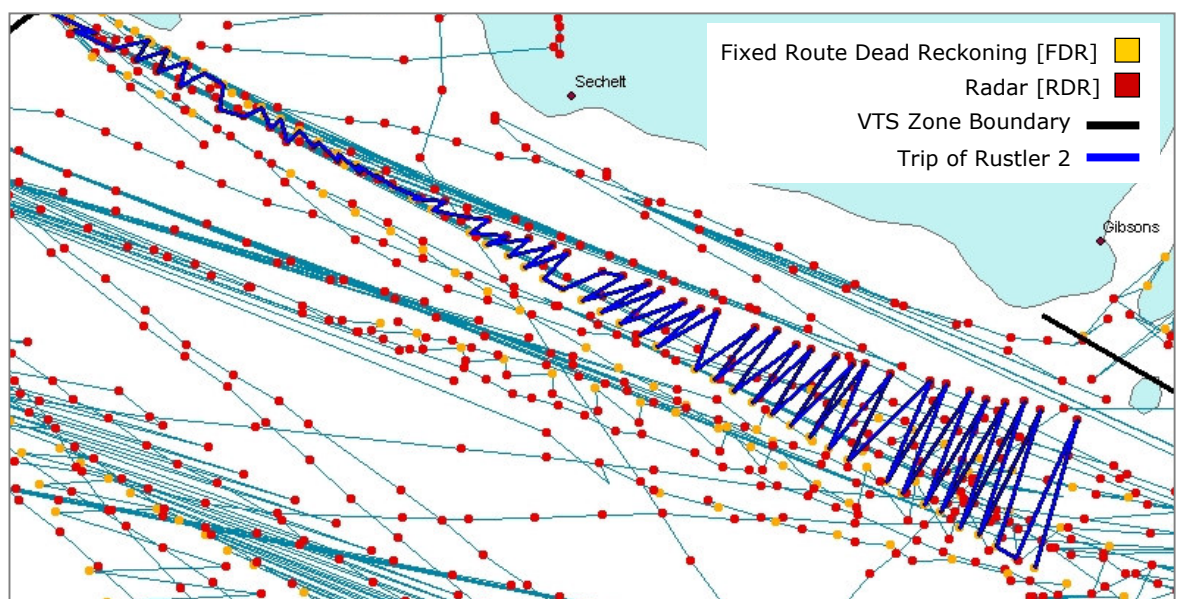 Fixed Route Dead Reckoning [FDR]
Radar [RDR]
VTS Zone Boundary
Trip of Rustler 2
Sechelt
Gibsons